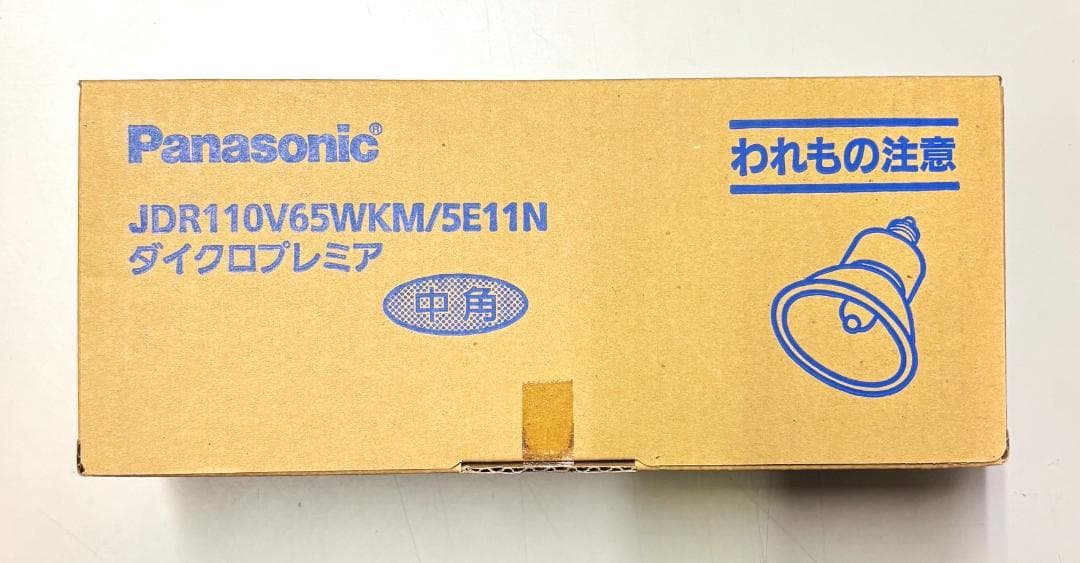 Panasonic®
JDR110V65WKM/5E11N
ダイクロプレミア
中角
われもの注意